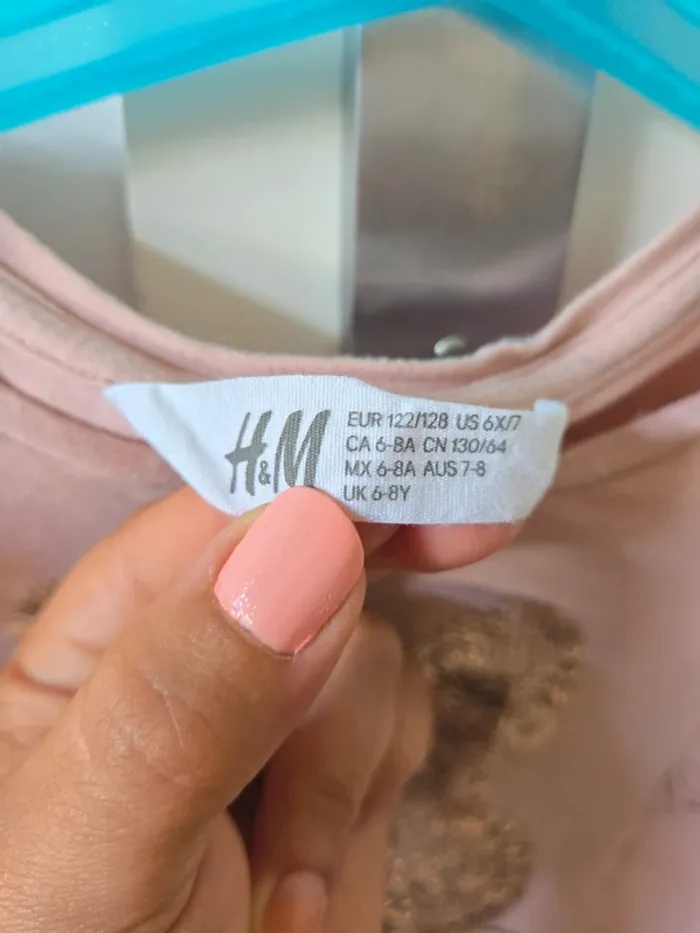 H&M
EUR 122/128 US 6X/7
CA 6-8A CN 130/64
MX 6-8A AUS 7-8
UK 6-8Y